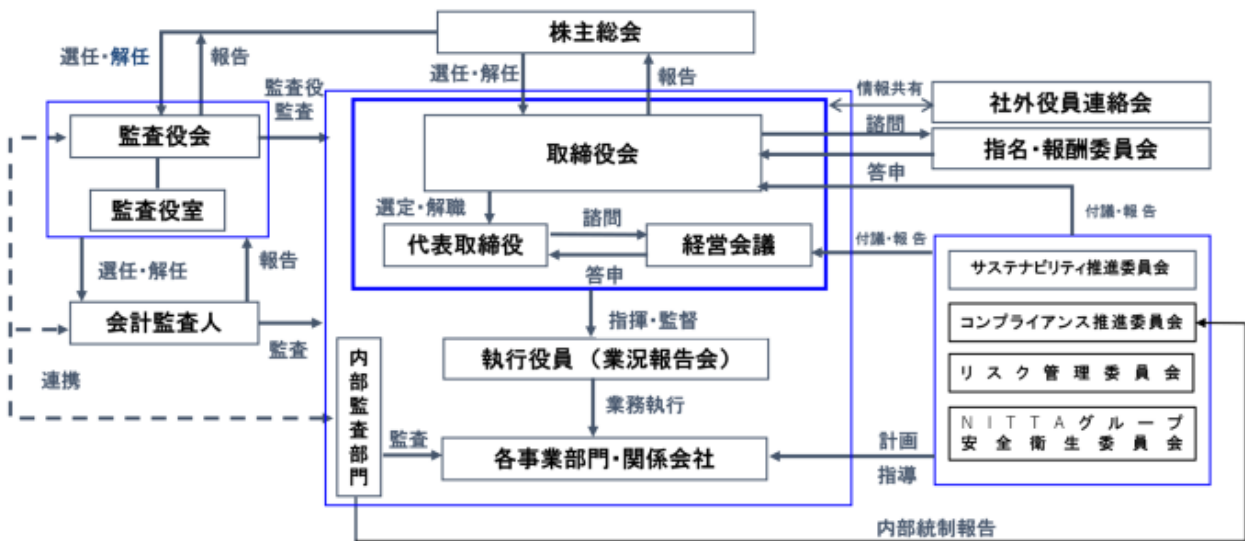 株主総会
選任・解任
報告
監査役
監査
選任・解任
報告
情報共有
社外役員連絡会
監査役会
取締役会
諮問
指名・報酬委員会
答申
監査役室
選定・解職
諮問
付議・報告
代表取締役
経営会議
付議・報告
選任・解任
報告
答申
サステナビリティ推進委員会
会計監査人
監査
指揮・監督
コンプライアンス推進委員会
内部監査部門
執行役員（業況報告会）
リスク管理委員会
連携
業務執行
NITTAグループ
安全衛生委員会
監査
各事業部門・関係会社
計画
指導
内部統制報告